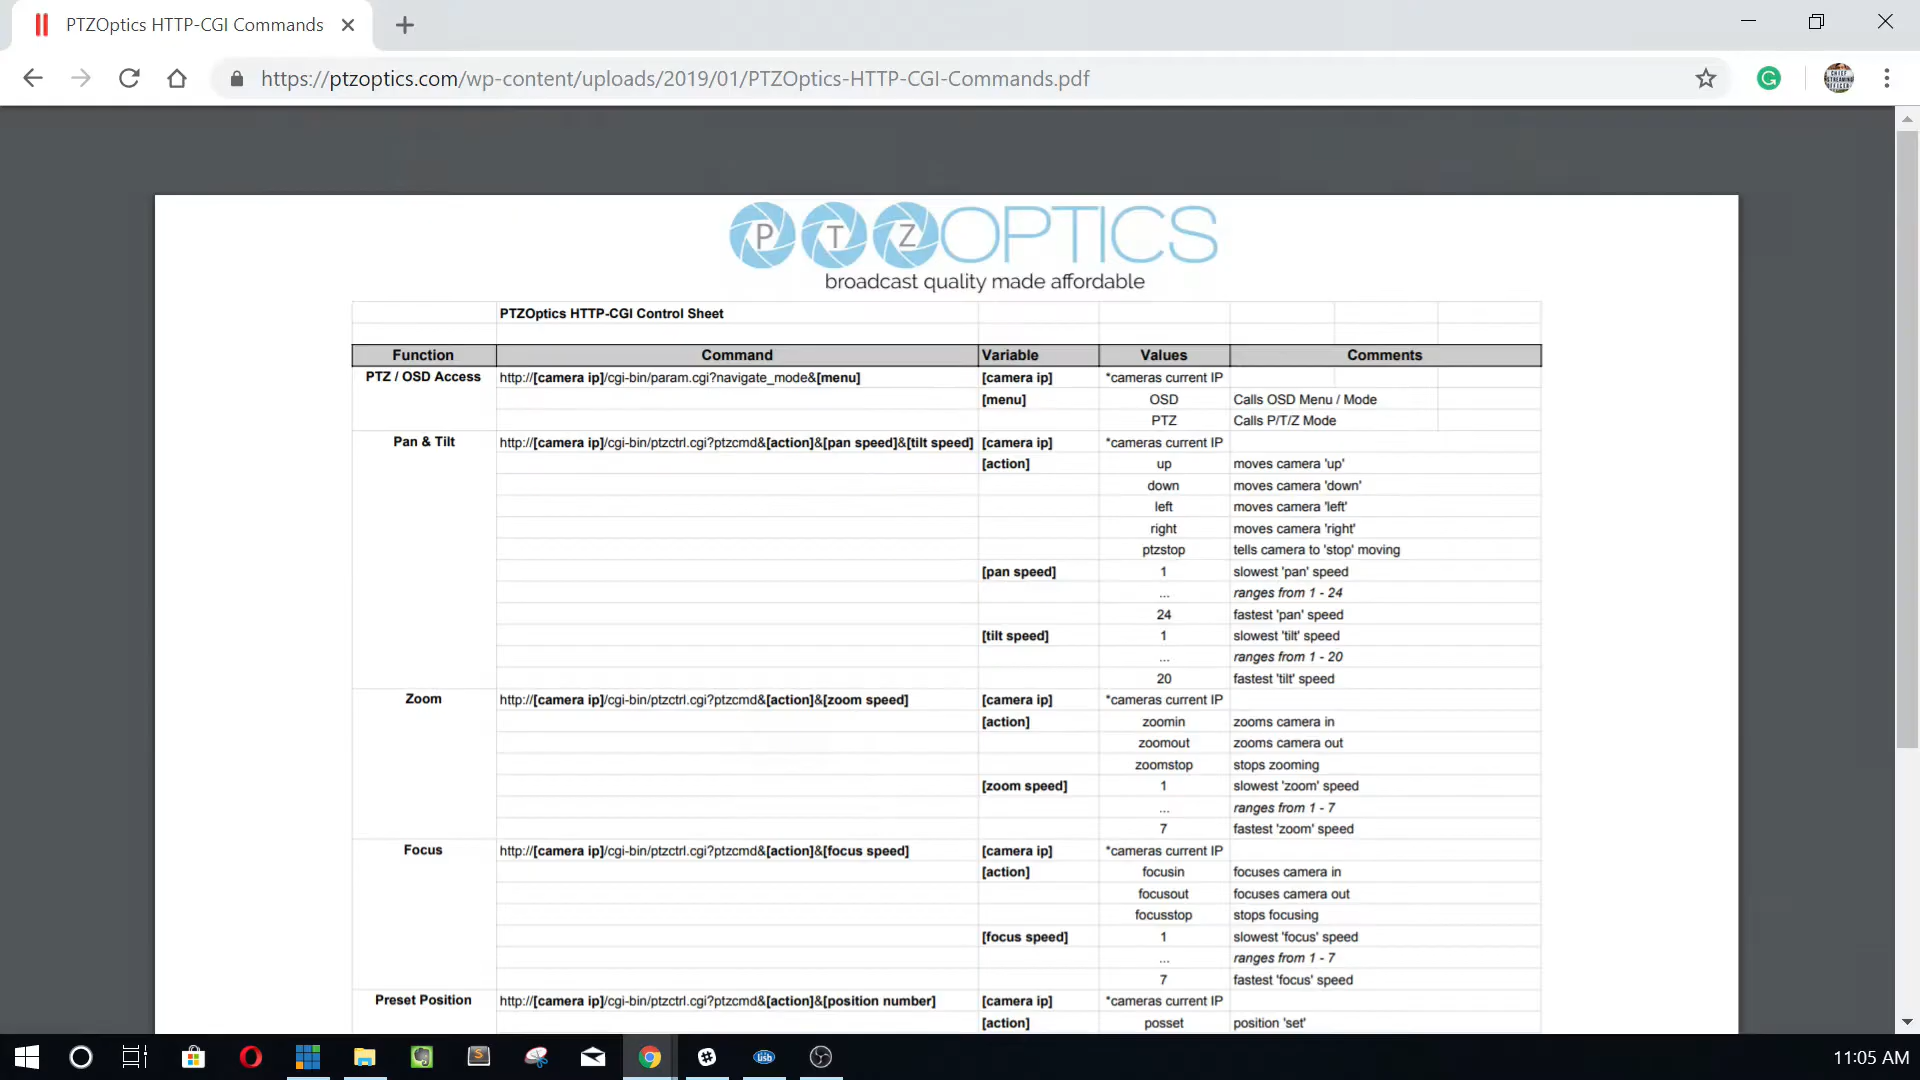 PTZOptics HTTP-CGI Commands
https://ptzoptics.com/wp-content/uploads/2019/01/PTZOptics-HTTP-CGI-Commands.pdf
PTZOPTICS
broadcast quality made affordable
PTZOptics HTTP-CGI Control Sheet
Function Command Variable Values Comments
PTZ / OSD Access http://[camera ip]/cgi-bin/param.cgi?navigate_mode&[menu] [camera ip] *cameras current IP
[menu] OSD Calls OSD Menu / Mode
PTZ Calls P/T/Z Mode
Pan & Tilt http://[camera ip]/cgi-bin/ptzctrl.cgi?ptzcmd&[action]&[pan speed]&[tilt speed] [camera ip] *cameras current IP
[action] up moves camera 'up'
down moves camera 'down'
left moves camera 'left'
right moves camera 'right'
ptzstop tells camera to 'stop' moving
[pan speed] 1 slowest 'pan' speed
... ranges from 1 - 24
24 fastest 'pan' speed
[tilt speed] 1 slowest 'tilt' speed
... ranges from 1 - 20
20 fastest 'tilt' speed
Zoom http://[camera ip]/cgi-bin/ptzctrl.cgi?ptzcmd&[action]&[zoom speed] [camera ip] *cameras current IP
[action] zoomin zooms camera in
zoomout zooms camera out
zoomstop stops zooming
[zoom speed] 1 slowest 'zoom' speed
... ranges from 1 - 7
7 fastest 'zoom' speed
Focus http://[camera ip]/cgi-bin/ptzctrl.cgi?ptzcmd&[action]&[focus speed] [camera ip] *cameras current IP
[action] focusin focuses camera in
focusout focuses camera out
focusstop stops focusing
[focus speed] 1 slowest 'focus' speed
... ranges from 1 - 7
7 fastest 'focus' speed
Preset Position http://[camera ip]/cgi-bin/ptzctrl.cgi?ptzcmd&[action]&[position number] [camera ip] *cameras current IP
[action] posset position 'set'
11:05 AM